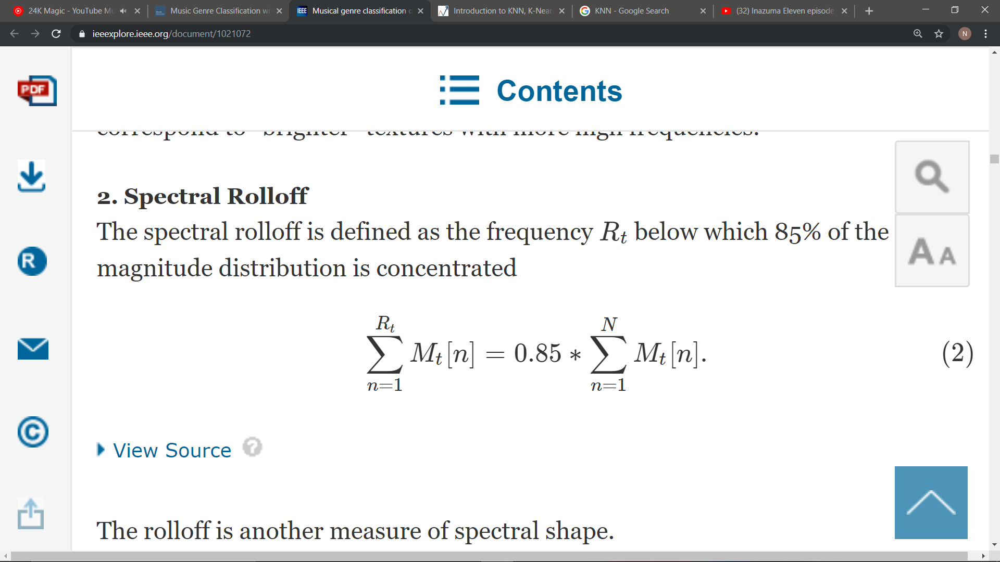 24K Magic - YouTube Mu
Music Genre Classification wi
IEEE Musical genre classification o
Introduction to KNN, K-Near
KNN - Google Search
(32) Inazuma Eleven episode
ieeexplore.ieee.org/document/1021072
N
PDF
Contents
correspond to "brighter" textures with more high frequencies.
2. Spectral Rolloff
The spectral rolloff is defined as the frequency R_t below which 85% of the
magnitude distribution is concentrated
R_t N
∑ M_t[n] = 0.85 * ∑ M_t[n]. (2)
n=1 n=1
R
AA
View Source ?
©
The rolloff is another measure of spectral shape.